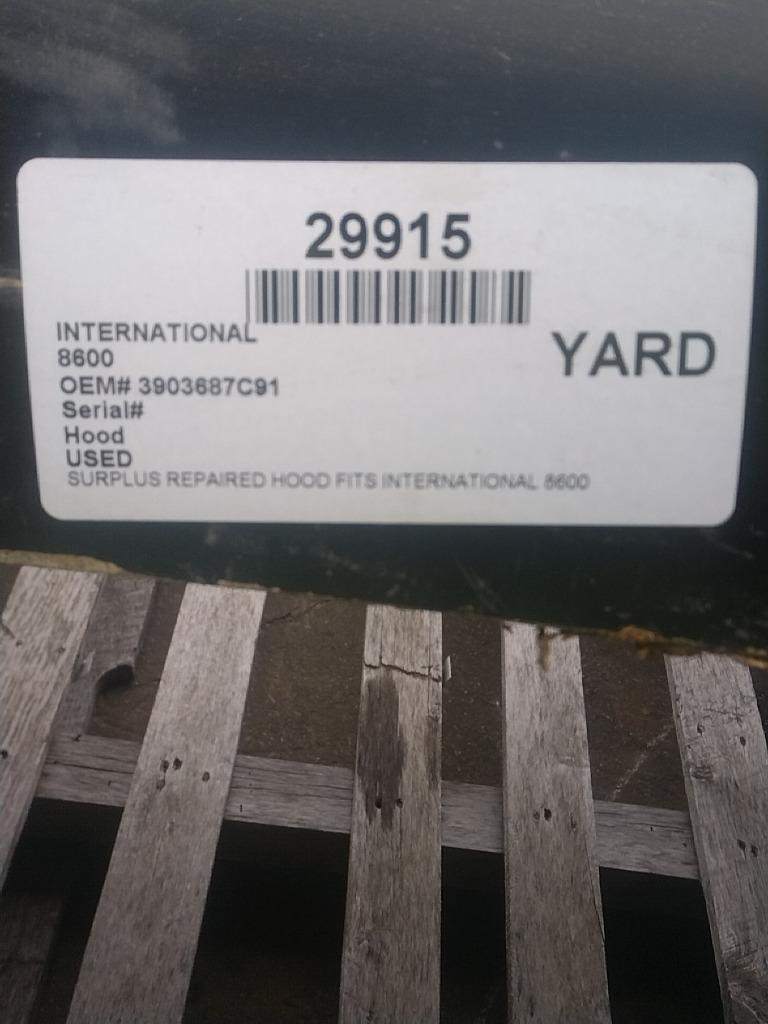 29915
INTERNATIONAL
8600
YARD
OEM# 3903687C91
Serial#
Hood
USED
SURPLUS REPAIRED HOOD FITS INTERNATIONAL 8600